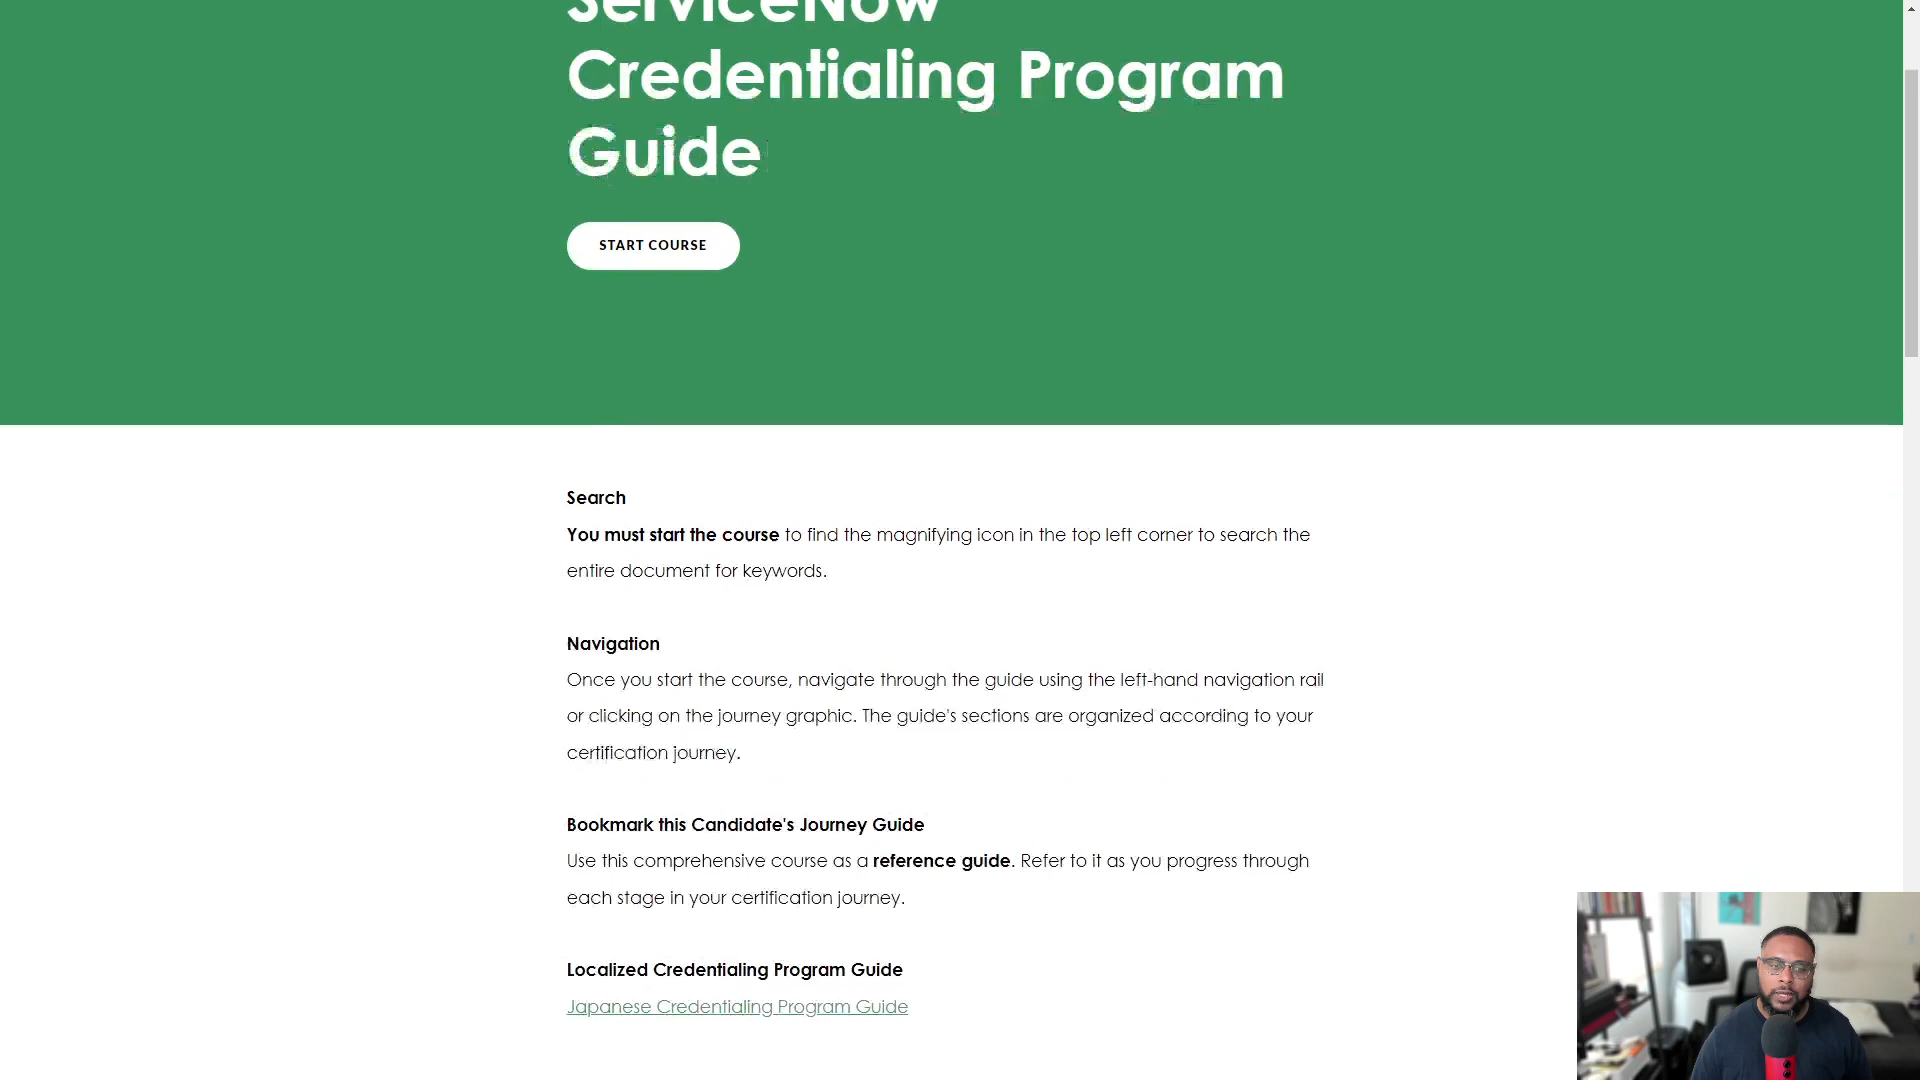 ServiceNow
Credentialing Program
Guide
START COURSE
Search
You must start the course to find the magnifying icon in the top left corner to search the
entire document for keywords.
Navigation
Once you start the course, navigate through the guide using the left-hand navigation rail
or clicking on the journey graphic. The guide's sections are organized according to your
certification journey.
Bookmark this Candidate's Journey Guide
Use this comprehensive course as a reference guide. Refer to it as you progress through
each stage in your certification journey.
Localized Credentialing Program Guide
Japanese Credentialing Program Guide